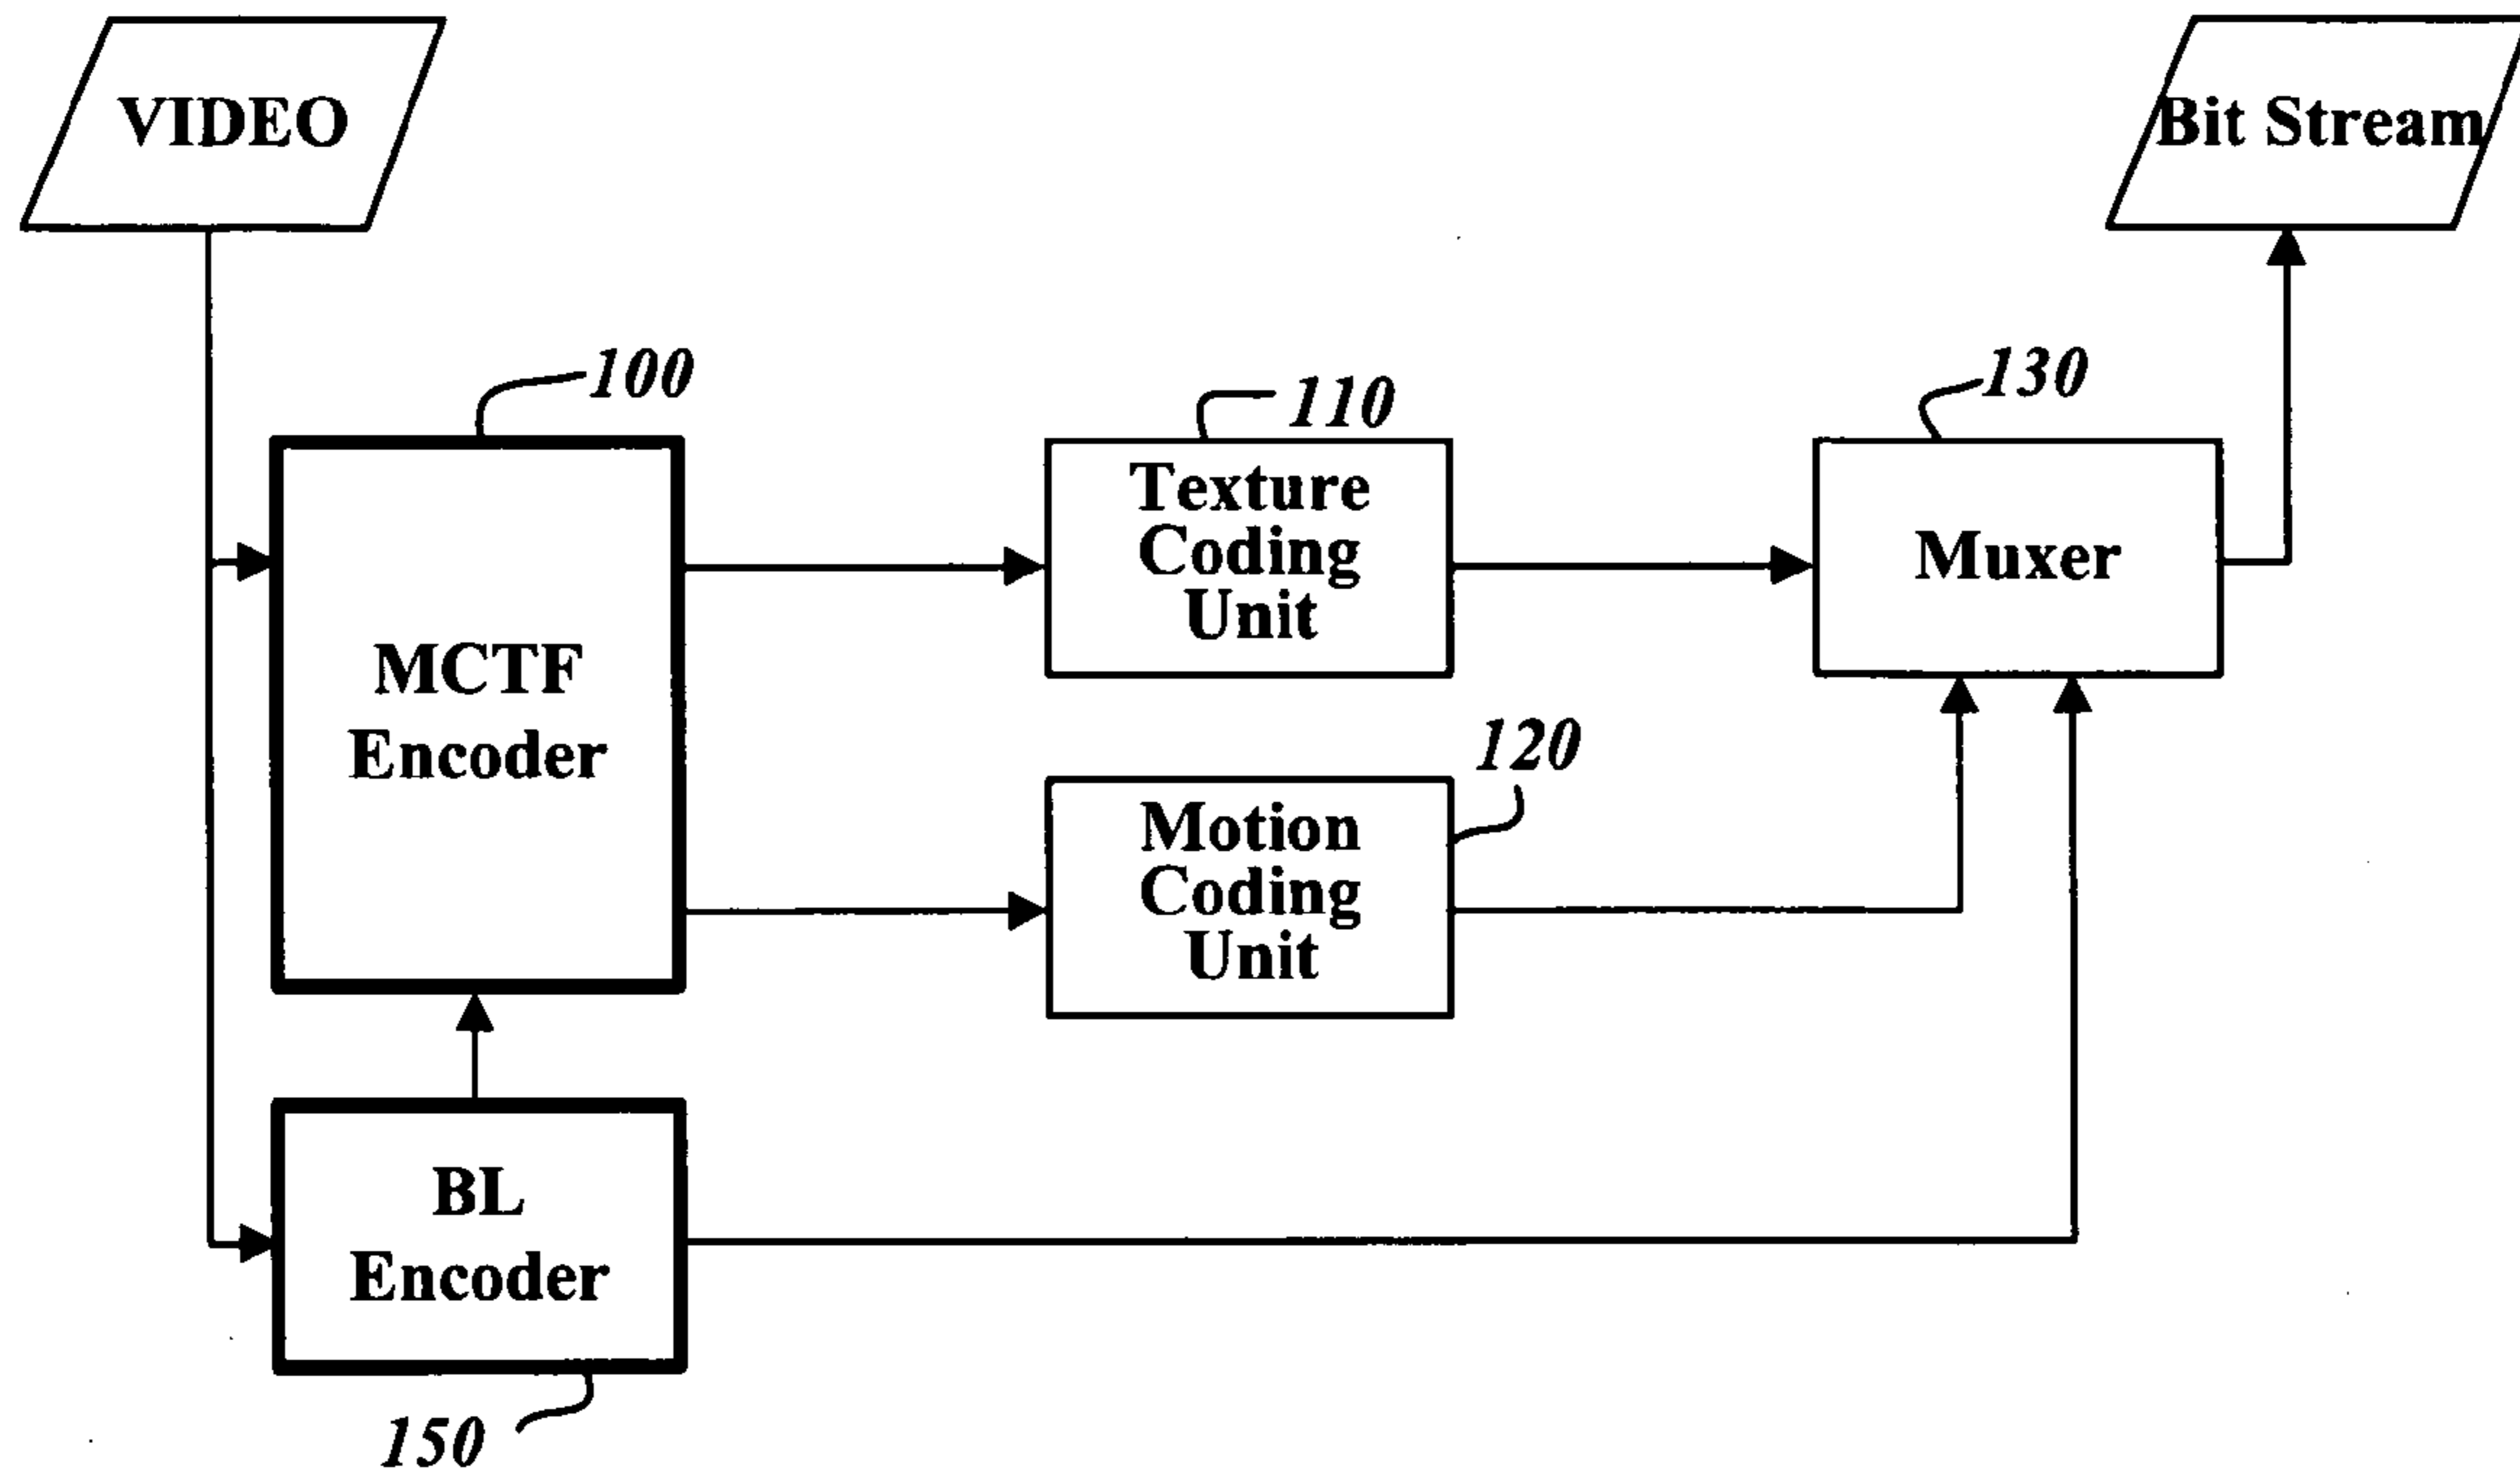 VIDEO
Bit Stream
100
110
130
Texture
Coding
Unit
Muxer
MCTF
Encoder
120
Motion
Coding
Unit
BL
Encoder
150